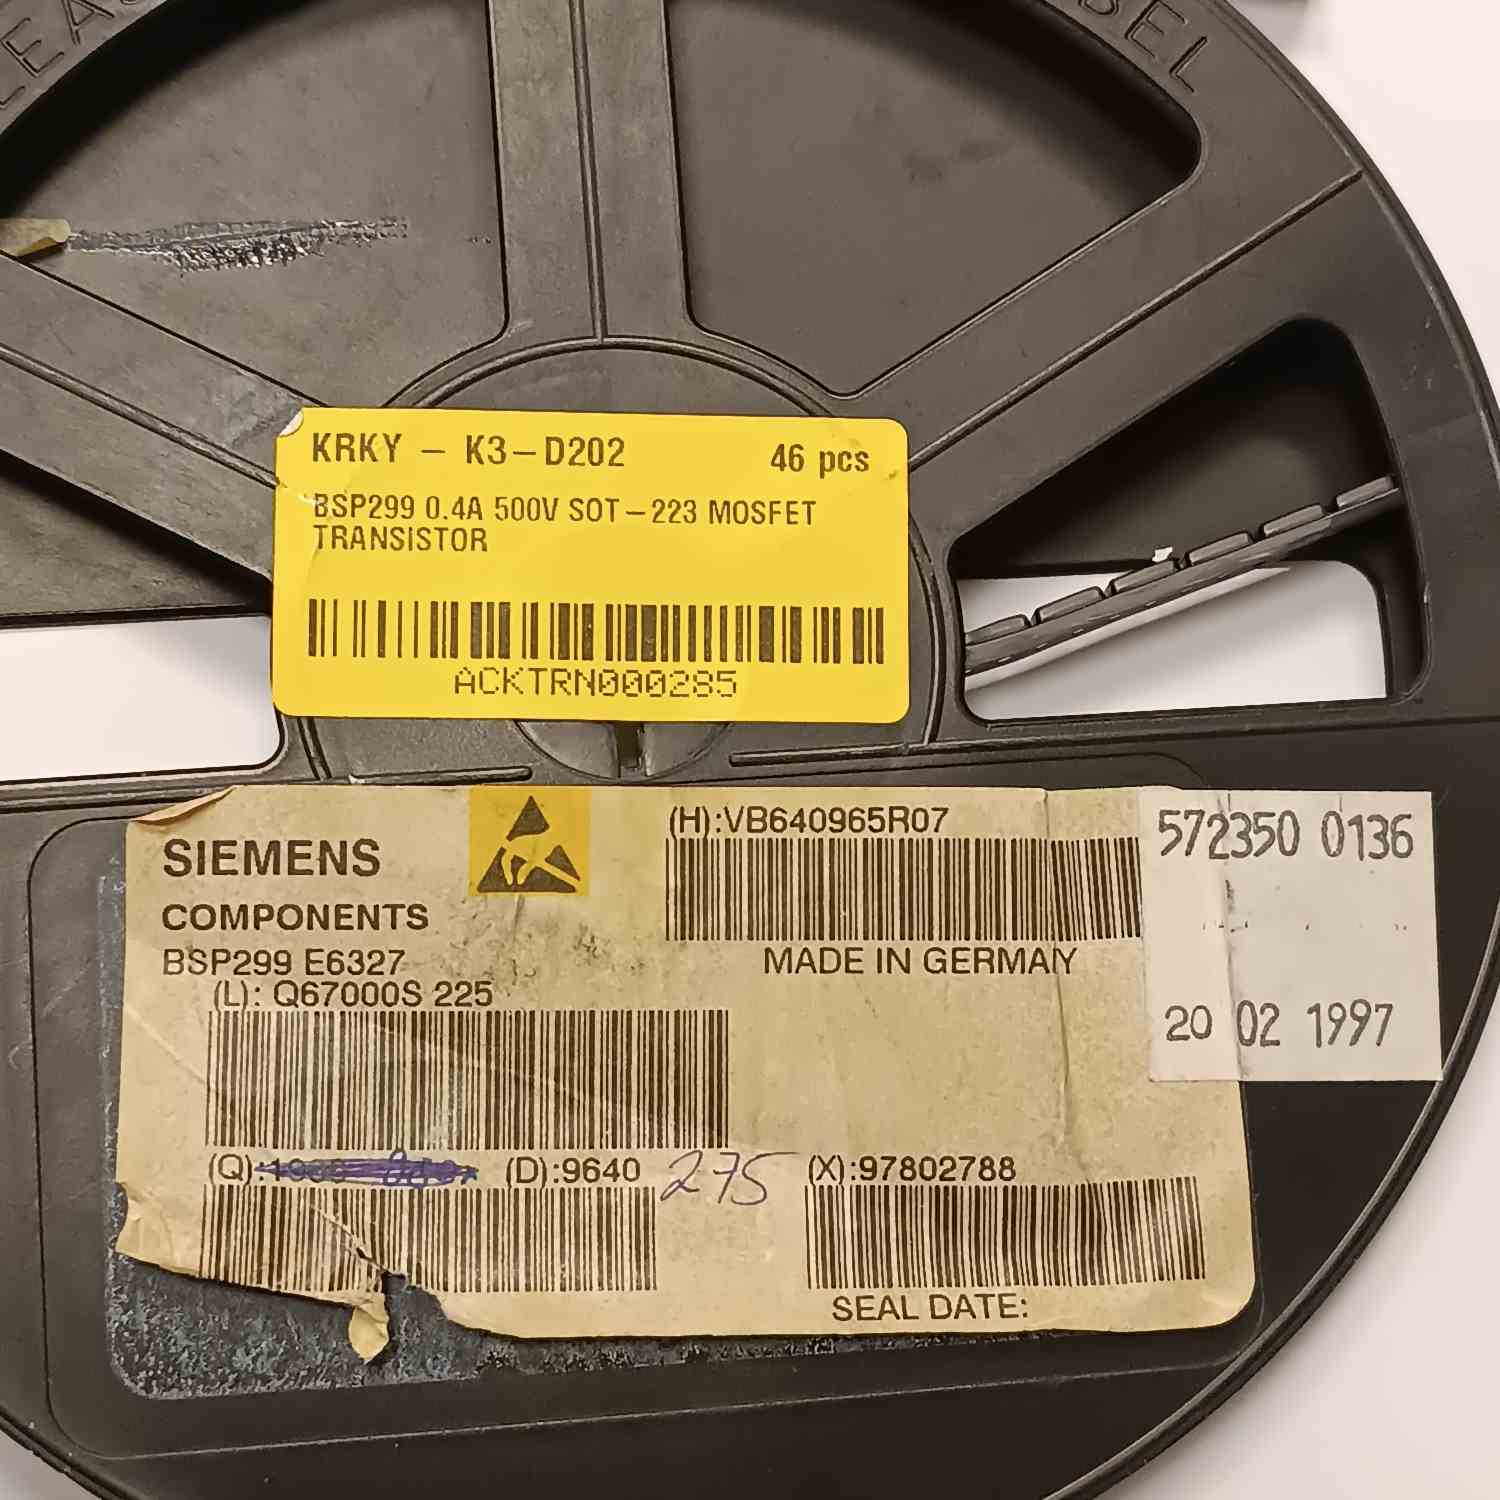 KRKY - K3-D202 46 pcs
BSP299 0.4A 500V SOT-223 MOSFET
TRANSISTOR
ACKTRN000285
SIEMENS
COMPONENTS
BSP299 E6327
(L): Q67000S 225
(H):VB640965R07
MADE IN GERMANY
572350 0136
20 02 1997
(Q): (D):9640 275 (X):97802788
SEAL DATE: